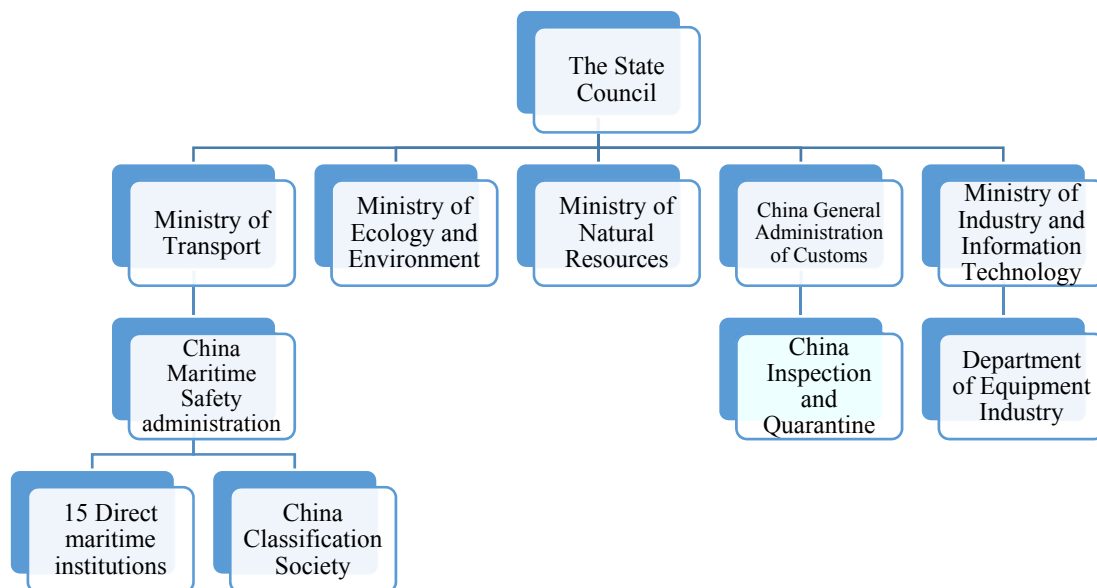 The State
Council
Ministry of
Transport
Ministry of
Ecology and
Environment
Ministry of
Natural
Resources
China General
Administration
of Customs
Ministry of
Industry and
Information
Technology
China
Maritime
Safety
administration
China
Inspection
and
Quarantine
Department
of Equipment
Industry
15 Direct
maritime
institutions
China
Classification
Society